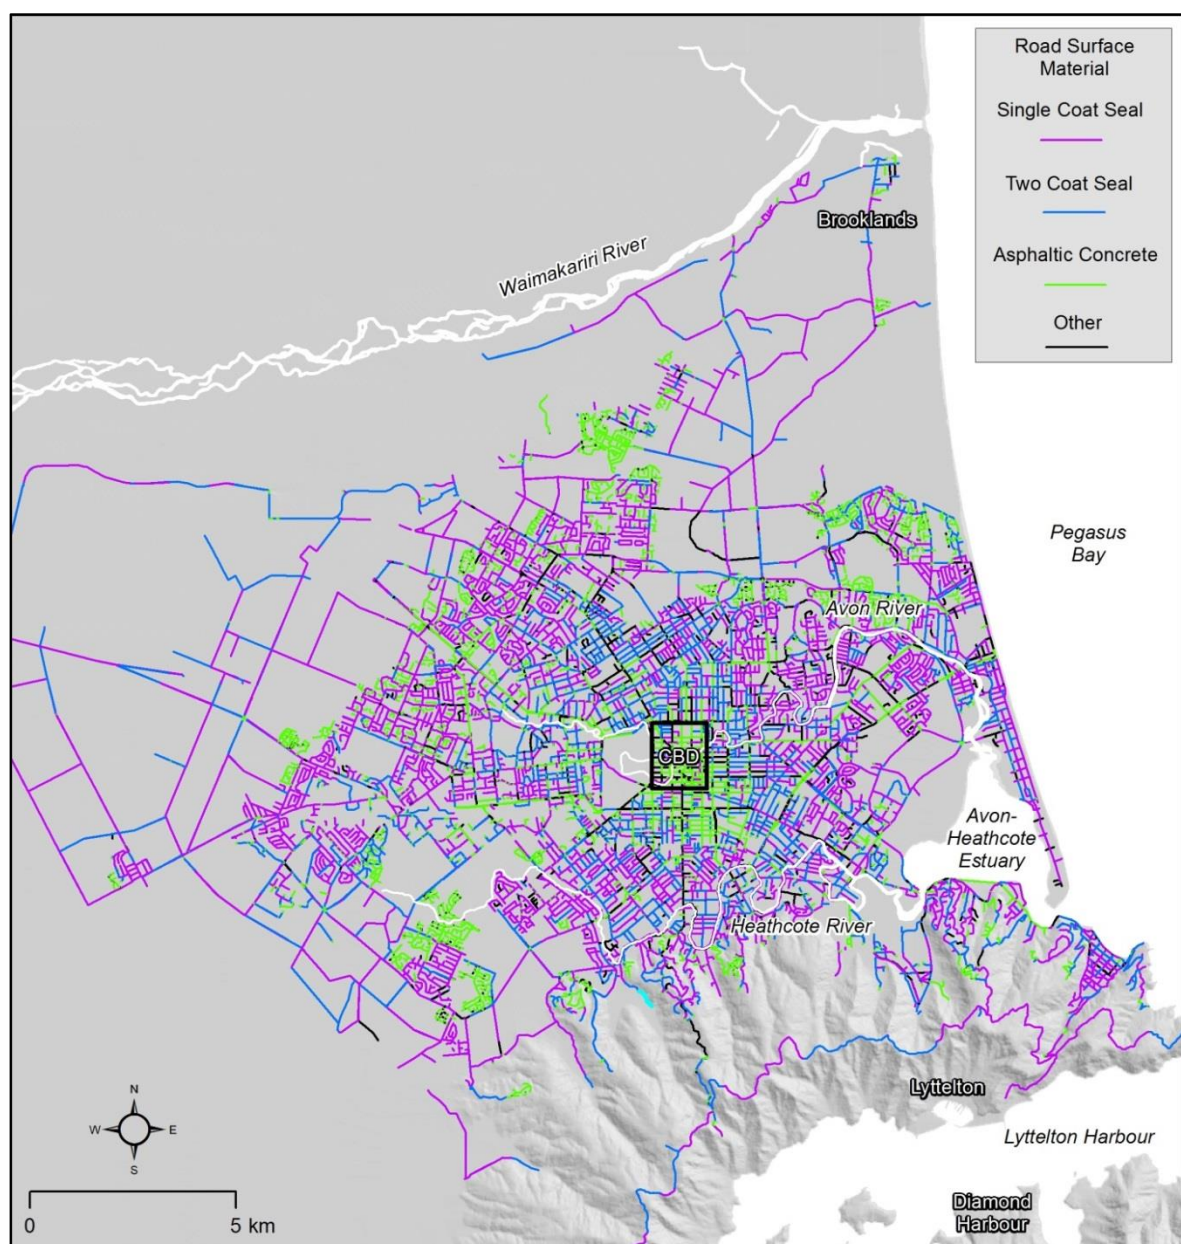 Road Surface
Material
Single Coat Seal
Two Coat Seal
Asphaltic Concrete
Other
Brooklands
Waimakariri River
Pegasus
Bay
Avon River
CBD
Avon-
Heathcote
Estuary
Heathcote River
Lyttelton
Lyttelton Harbour
Diamond
Harbour
N
W
E
S
0
5 km